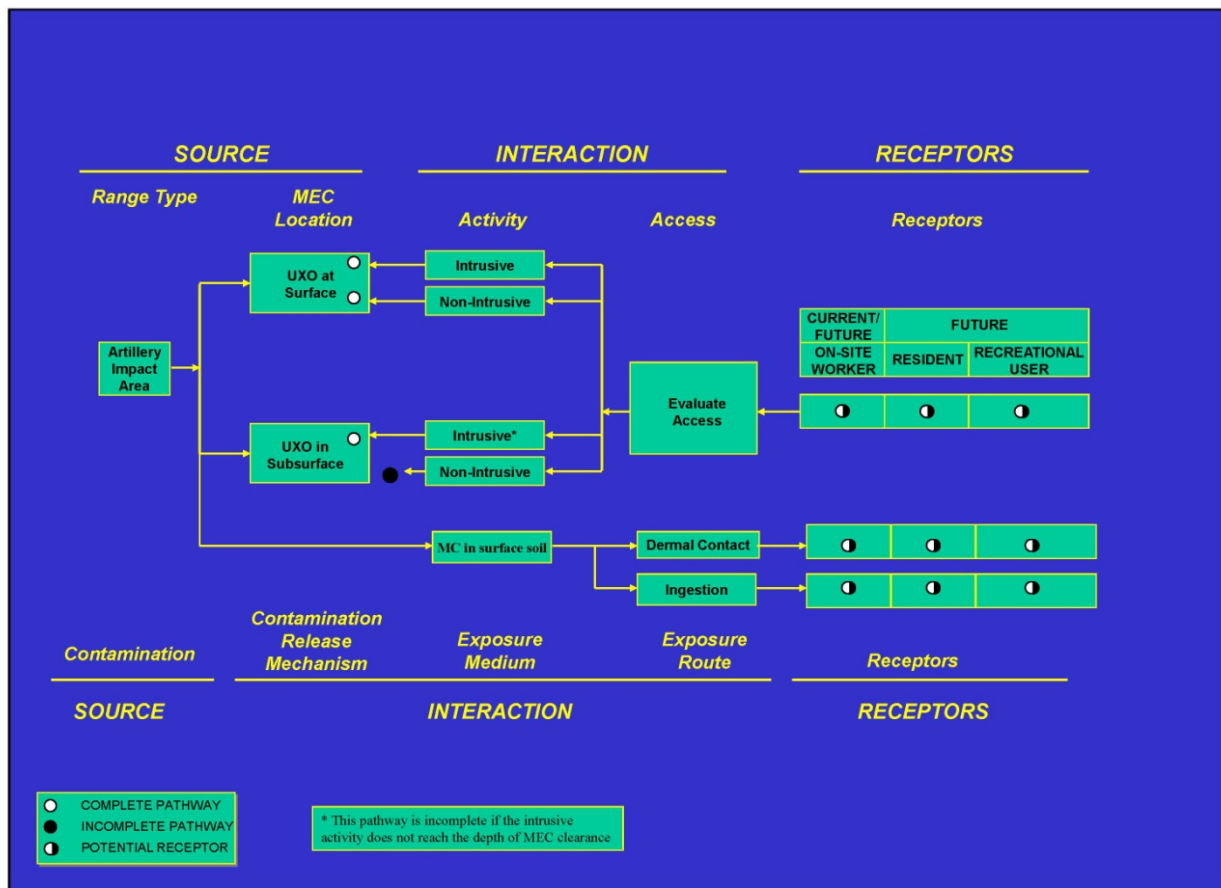 SOURCE
INTERACTION
RECEPTORS
Range Type
MEC
Location
Activity
Access
Receptors
UXO at
Surface
Intrusive
Non-Intrusive
Artillery
Impact
Area
CURRENT/
FUTURE
FUTURE
ON-SITE
WORKER
RESIDENT
RECREATIONAL
USER
Evaluate
Access
UXO in
Subsurface
Intrusive*
Non-Intrusive
MC in surface soil
Dermal Contact
Ingestion
Contamination
Contamination
Release
Mechanism
Exposure
Medium
Exposure
Route
Receptors
SOURCE
INTERACTION
RECEPTORS
COMPLETE PATHWAY
INCOMPLETE PATHWAY
POTENTIAL RECEPTOR
* This pathway is incomplete if the intrusive
activity does not reach the depth of MEC clearance